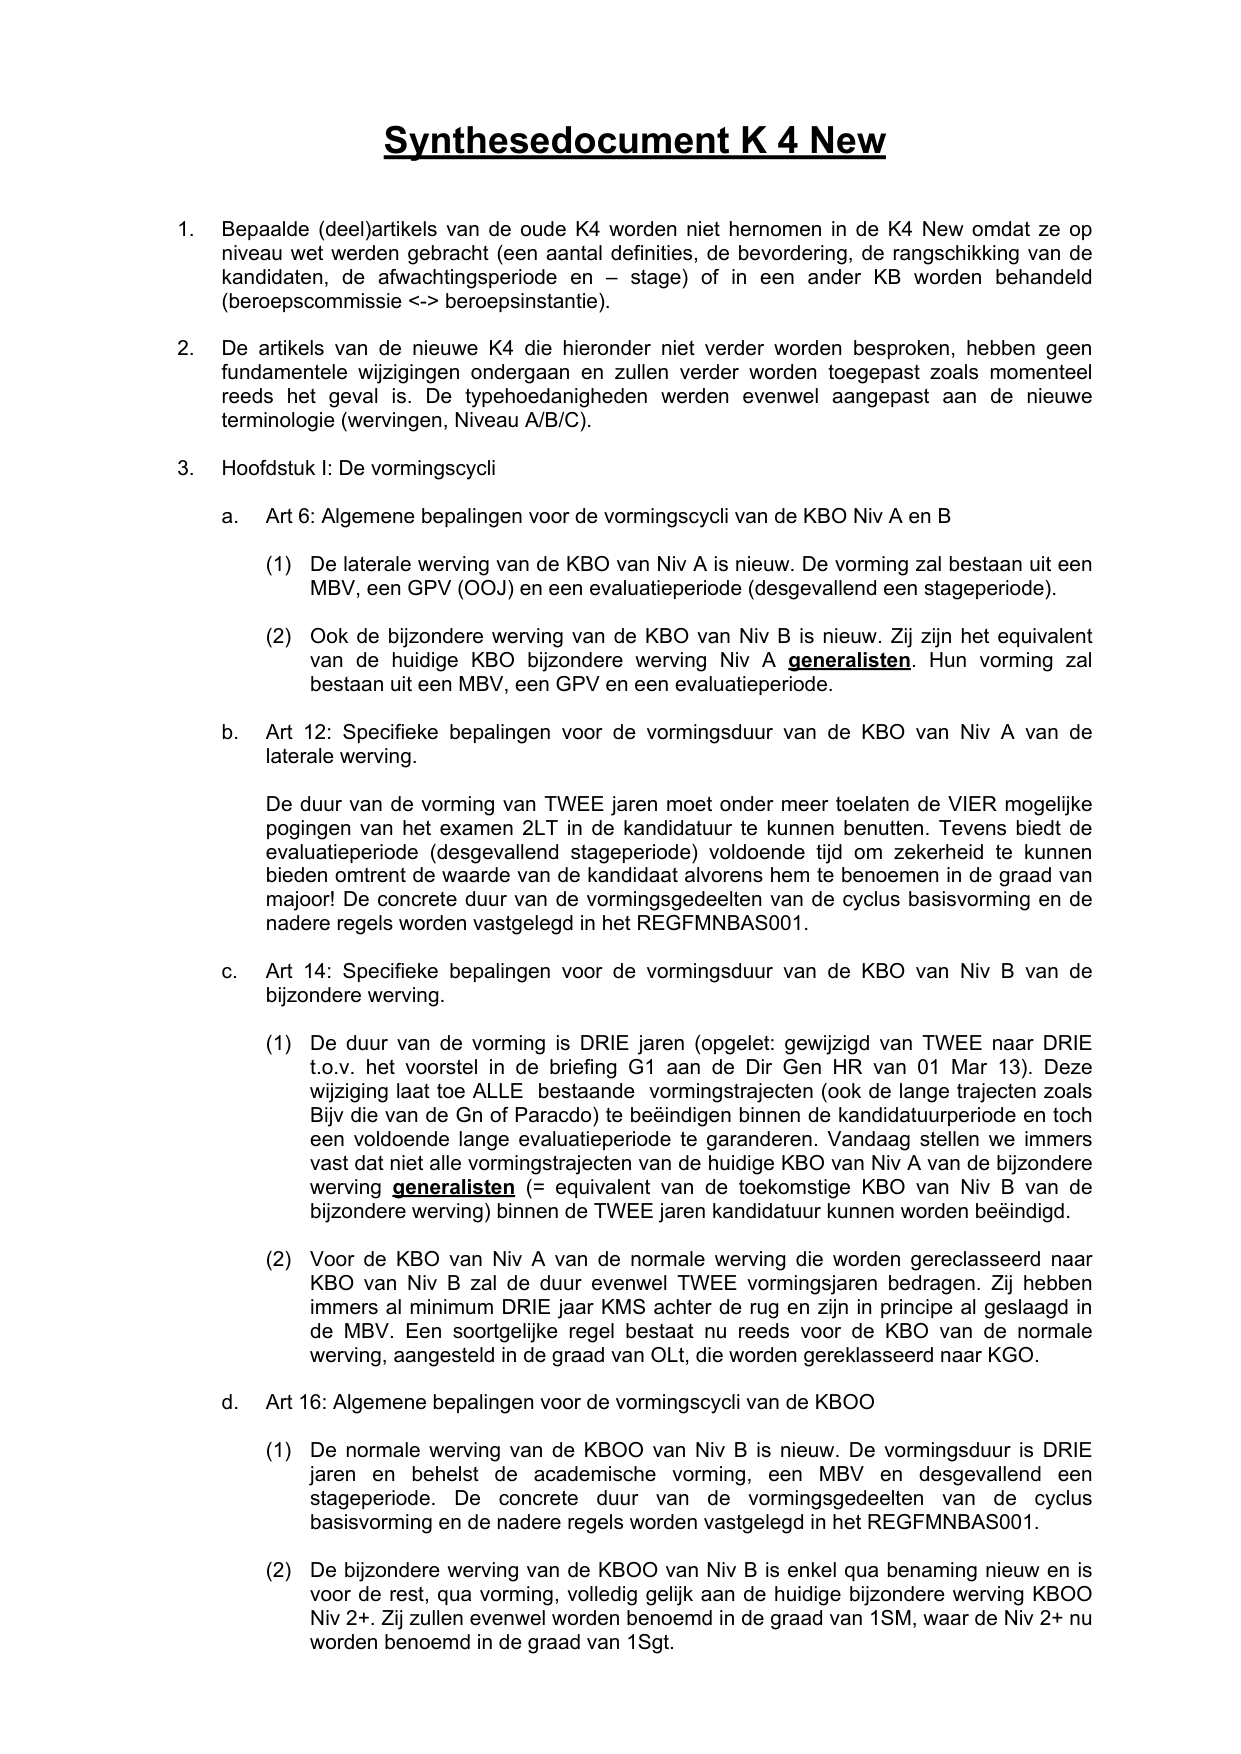 Synthesedocument K 4 New
1. Bepaalde (deel)artikels van de oude K4 worden niet hernomen in de K4 New omdat ze op
niveau wet werden gebracht (een aantal definities, de bevordering, de rangschikking van de
kandidaten, de afwachtingsperiode en – stage) of in een ander KB worden behandeld
(beroepscommissie <-> beroepsinstantie).
2. De artikels van de nieuwe K4 die hieronder niet verder worden besproken, hebben geen
fundamentele wijzigingen ondergaan en zullen verder worden toegepast zoals momenteel
reeds het geval is. De typehoedanigheden werden evenwel aangepast aan de nieuwe
terminologie (wervingen, Niveau A/B/C).
3. Hoofdstuk I: De vormingscycli
a. Art 6: Algemene bepalingen voor de vormingscycli van de KBO Niv A en B
(1) De laterale werving van de KBO van Niv A is nieuw. De vorming zal bestaan uit een
MBV, een GPV (OOJ) en een evaluatieperiode (desgevallend een stageperiode).
(2) Ook de bijzondere werving van de KBO van Niv B is nieuw. Zij zijn het equivalent
van de huidige KBO bijzondere werving Niv A generalisten. Hun vorming zal
bestaan uit een MBV, een GPV en een evaluatieperiode.
b. Art 12: Specifieke bepalingen voor de vormingsduur van de KBO van Niv A van de
laterale werving.
De duur van de vorming van TWEE jaren moet onder meer toelaten de VIER mogelijke
pogingen van het examen 2LT in de kandidatuur te kunnen benutten. Tevens biedt de
evaluatieperiode (desgevallend stageperiode) voldoende tijd om zekerheid te kunnen
bieden omtrent de waarde van de kandidaat alvorens hem te benoemen in de graad van
majoor! De concrete duur van de vormingsgedeelten van de cyclus basisvorming en de
nadere regels worden vastgelegd in het REGFMNBAS001.
c. Art 14: Specifieke bepalingen voor de vormingsduur van de KBO van Niv B van de
bijzondere werving.
(1) De duur van de vorming is DRIE jaren (opgelet: gewijzigd van TWEE naar DRIE
t.o.v. het voorstel in de briefing G1 aan de Dir Gen HR van 01 Mar 13). Deze
wijziging laat toe ALLE bestaande vormingstrajecten (ook de lange trajecten zoals
Bijv die van de Gn of Paracdo) te beëindigen binnen de kandidatuurperiode en toch
een voldoende lange evaluatieperiode te garanderen. Vandaag stellen we immers
vast dat niet alle vormingstrajecten van de huidige KBO van Niv A van de bijzondere
werving generalisten (= equivalent van de toekomstige KBO van Niv B van de
bijzondere werving) binnen de TWEE jaren kandidatuur kunnen worden beëindigd.
(2) Voor de KBO van Niv A van de normale werving die worden gereclasseerd naar
KBO van Niv B zal de duur evenwel TWEE vormingsjaren bedragen. Zij hebben
immers al minimum DRIE jaar KMS achter de rug en zijn in principe al geslaagd in
de MBV. Een soortgelijke regel bestaat nu reeds voor de KBO van de normale
werving, aangesteld in de graad van OLt, die worden gereklasseerd naar KGO.
d. Art 16: Algemene bepalingen voor de vormingscycli van de KBOO
(1) De normale werving van de KBOO van Niv B is nieuw. De vormingsduur is DRIE
jaren en behelst de academische vorming, een MBV en desgevallend een
stageperiode. De concrete duur van de vormingsgedeelten van de cyclus
basisvorming en de nadere regels worden vastgelegd in het REGFMNBAS001.
(2) De bijzondere werving van de KBOO van Niv B is enkel qua benaming nieuw en is
voor de rest, qua vorming, volledig gelijk aan de huidige bijzondere werving KBOO
Niv 2+. Zij zullen evenwel worden benoemd in de graad van 1SM, waar de Niv 2+ nu
worden benoemd in de graad van 1Sgt.